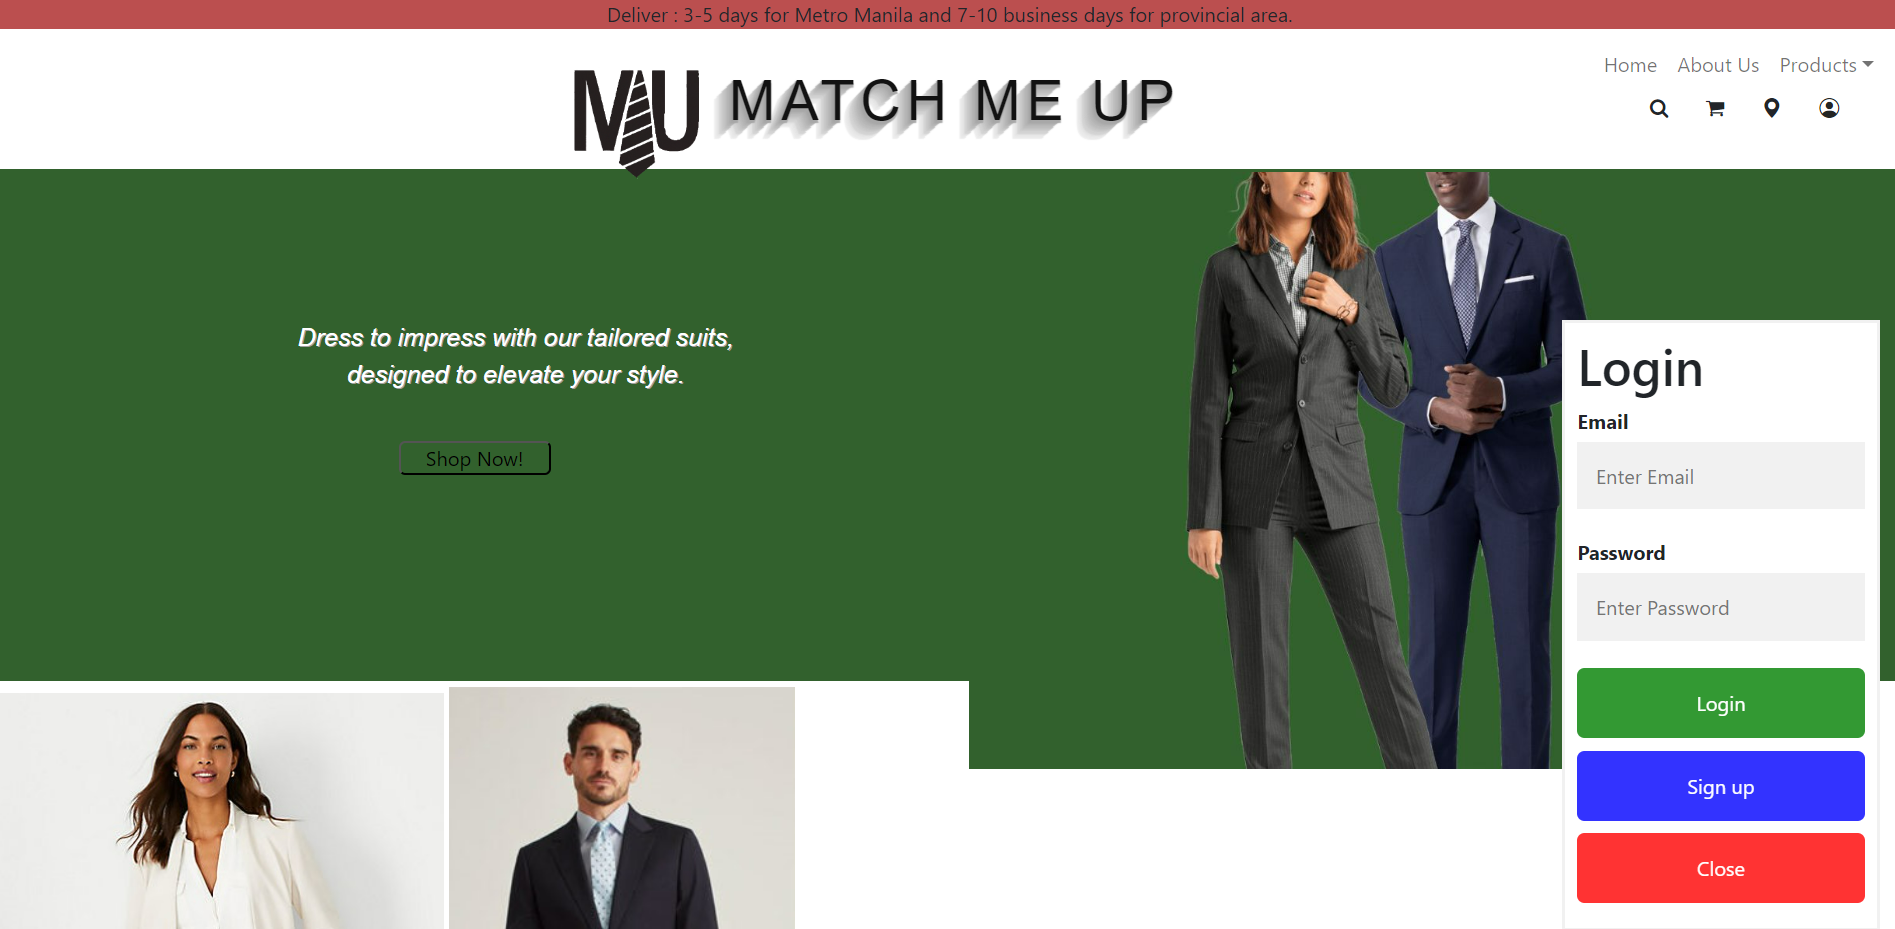 Deliver : 3-5 days for Metro Manila and 7-10 business days for provincial area.
Home About Us Products
MU MATCH ME UP
Dress to impress with our tailored suits,
designed to elevate your style.
Shop Now!
Login
Email
Enter Email
Password
Enter Password
Login
Sign up
Close